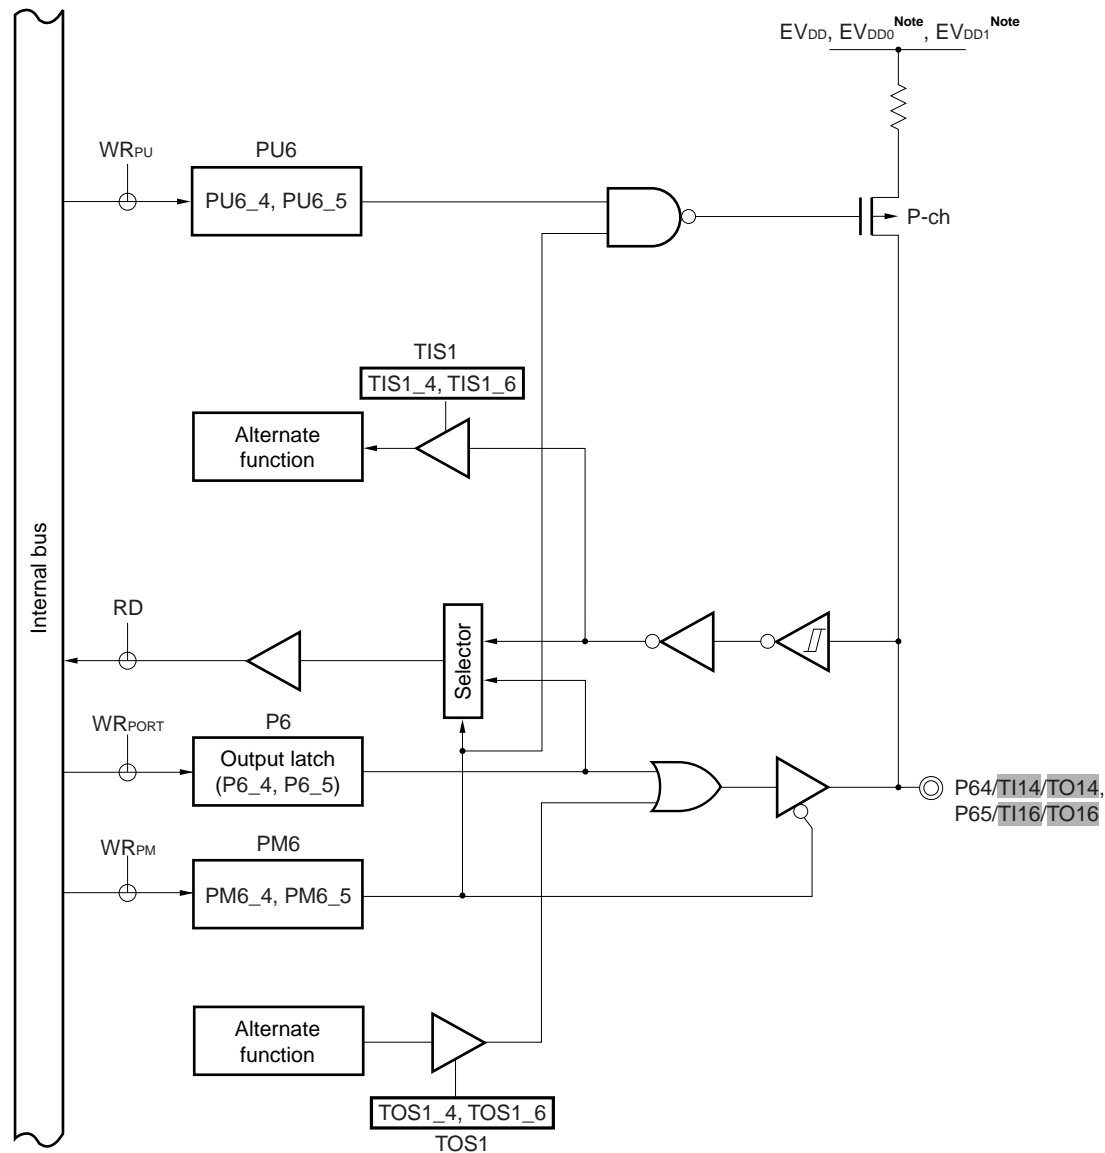 EVDD, EVDD0Note, EVDD1Note
WRPU
PU6
PU6_4, PU6_5
P-ch
TIS1
TIS1_4, TIS1_6
Alternate
function
Internal bus
RD
Selector
WRPORT
P6
Output latch
(P6_4, P6_5)
P64/TI14/TO14,
P65/TI16/TO16
WRPM
PM6
PM6_4, PM6_5
Alternate
function
TOS1_4, TOS1_6
TOS1